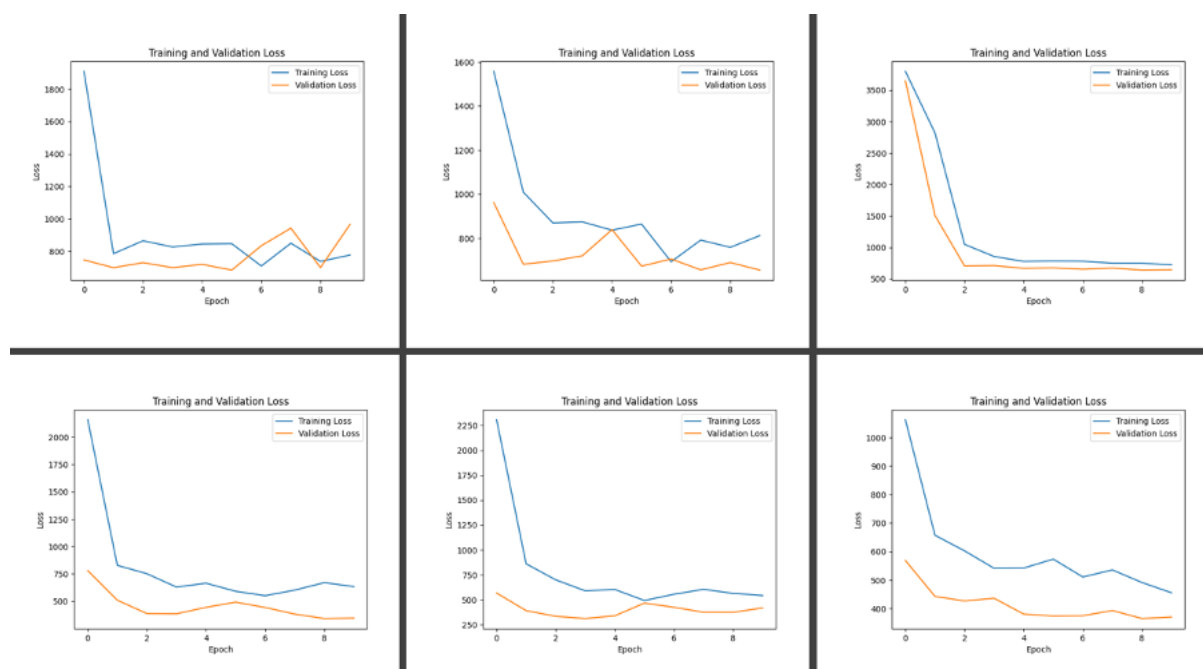 Training and Validation Loss
Training Loss
Validation Loss
1800
1600
1400
1200
1000
800
Loss
0 2 4 6 8
Epoch
Training and Validation Loss
Training Loss
Validation Loss
1600
1400
1200
1000
800
Loss
0 2 4 6 8
Epoch
Training and Validation Loss
Training Loss
Validation Loss
3500
3000
2500
2000
1500
1000
500
Loss
0 2 4 6 8
Epoch
Training and Validation Loss
Training Loss
Validation Loss
2000
1750
1500
1250
1000
750
500
Loss
0 2 4 6 8
Epoch
Training and Validation Loss
Training Loss
Validation Loss
2250
2000
1750
1500
1250
1000
750
500
250
Loss
0 2 4 6 8
Epoch
Training and Validation Loss
Training Loss
Validation Loss
1000
900
800
700
600
500
400
Loss
0 2 4 6 8
Epoch